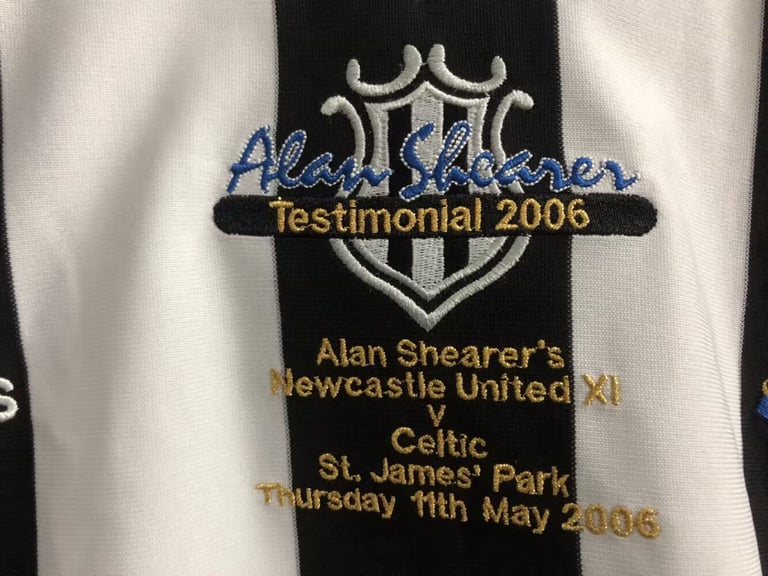 Alan Shearer
Testimonial 2006
Alan Shearer's
Newcastle United XI
v
Celtic
St. James' Park
Thursday 11th May 2006
s